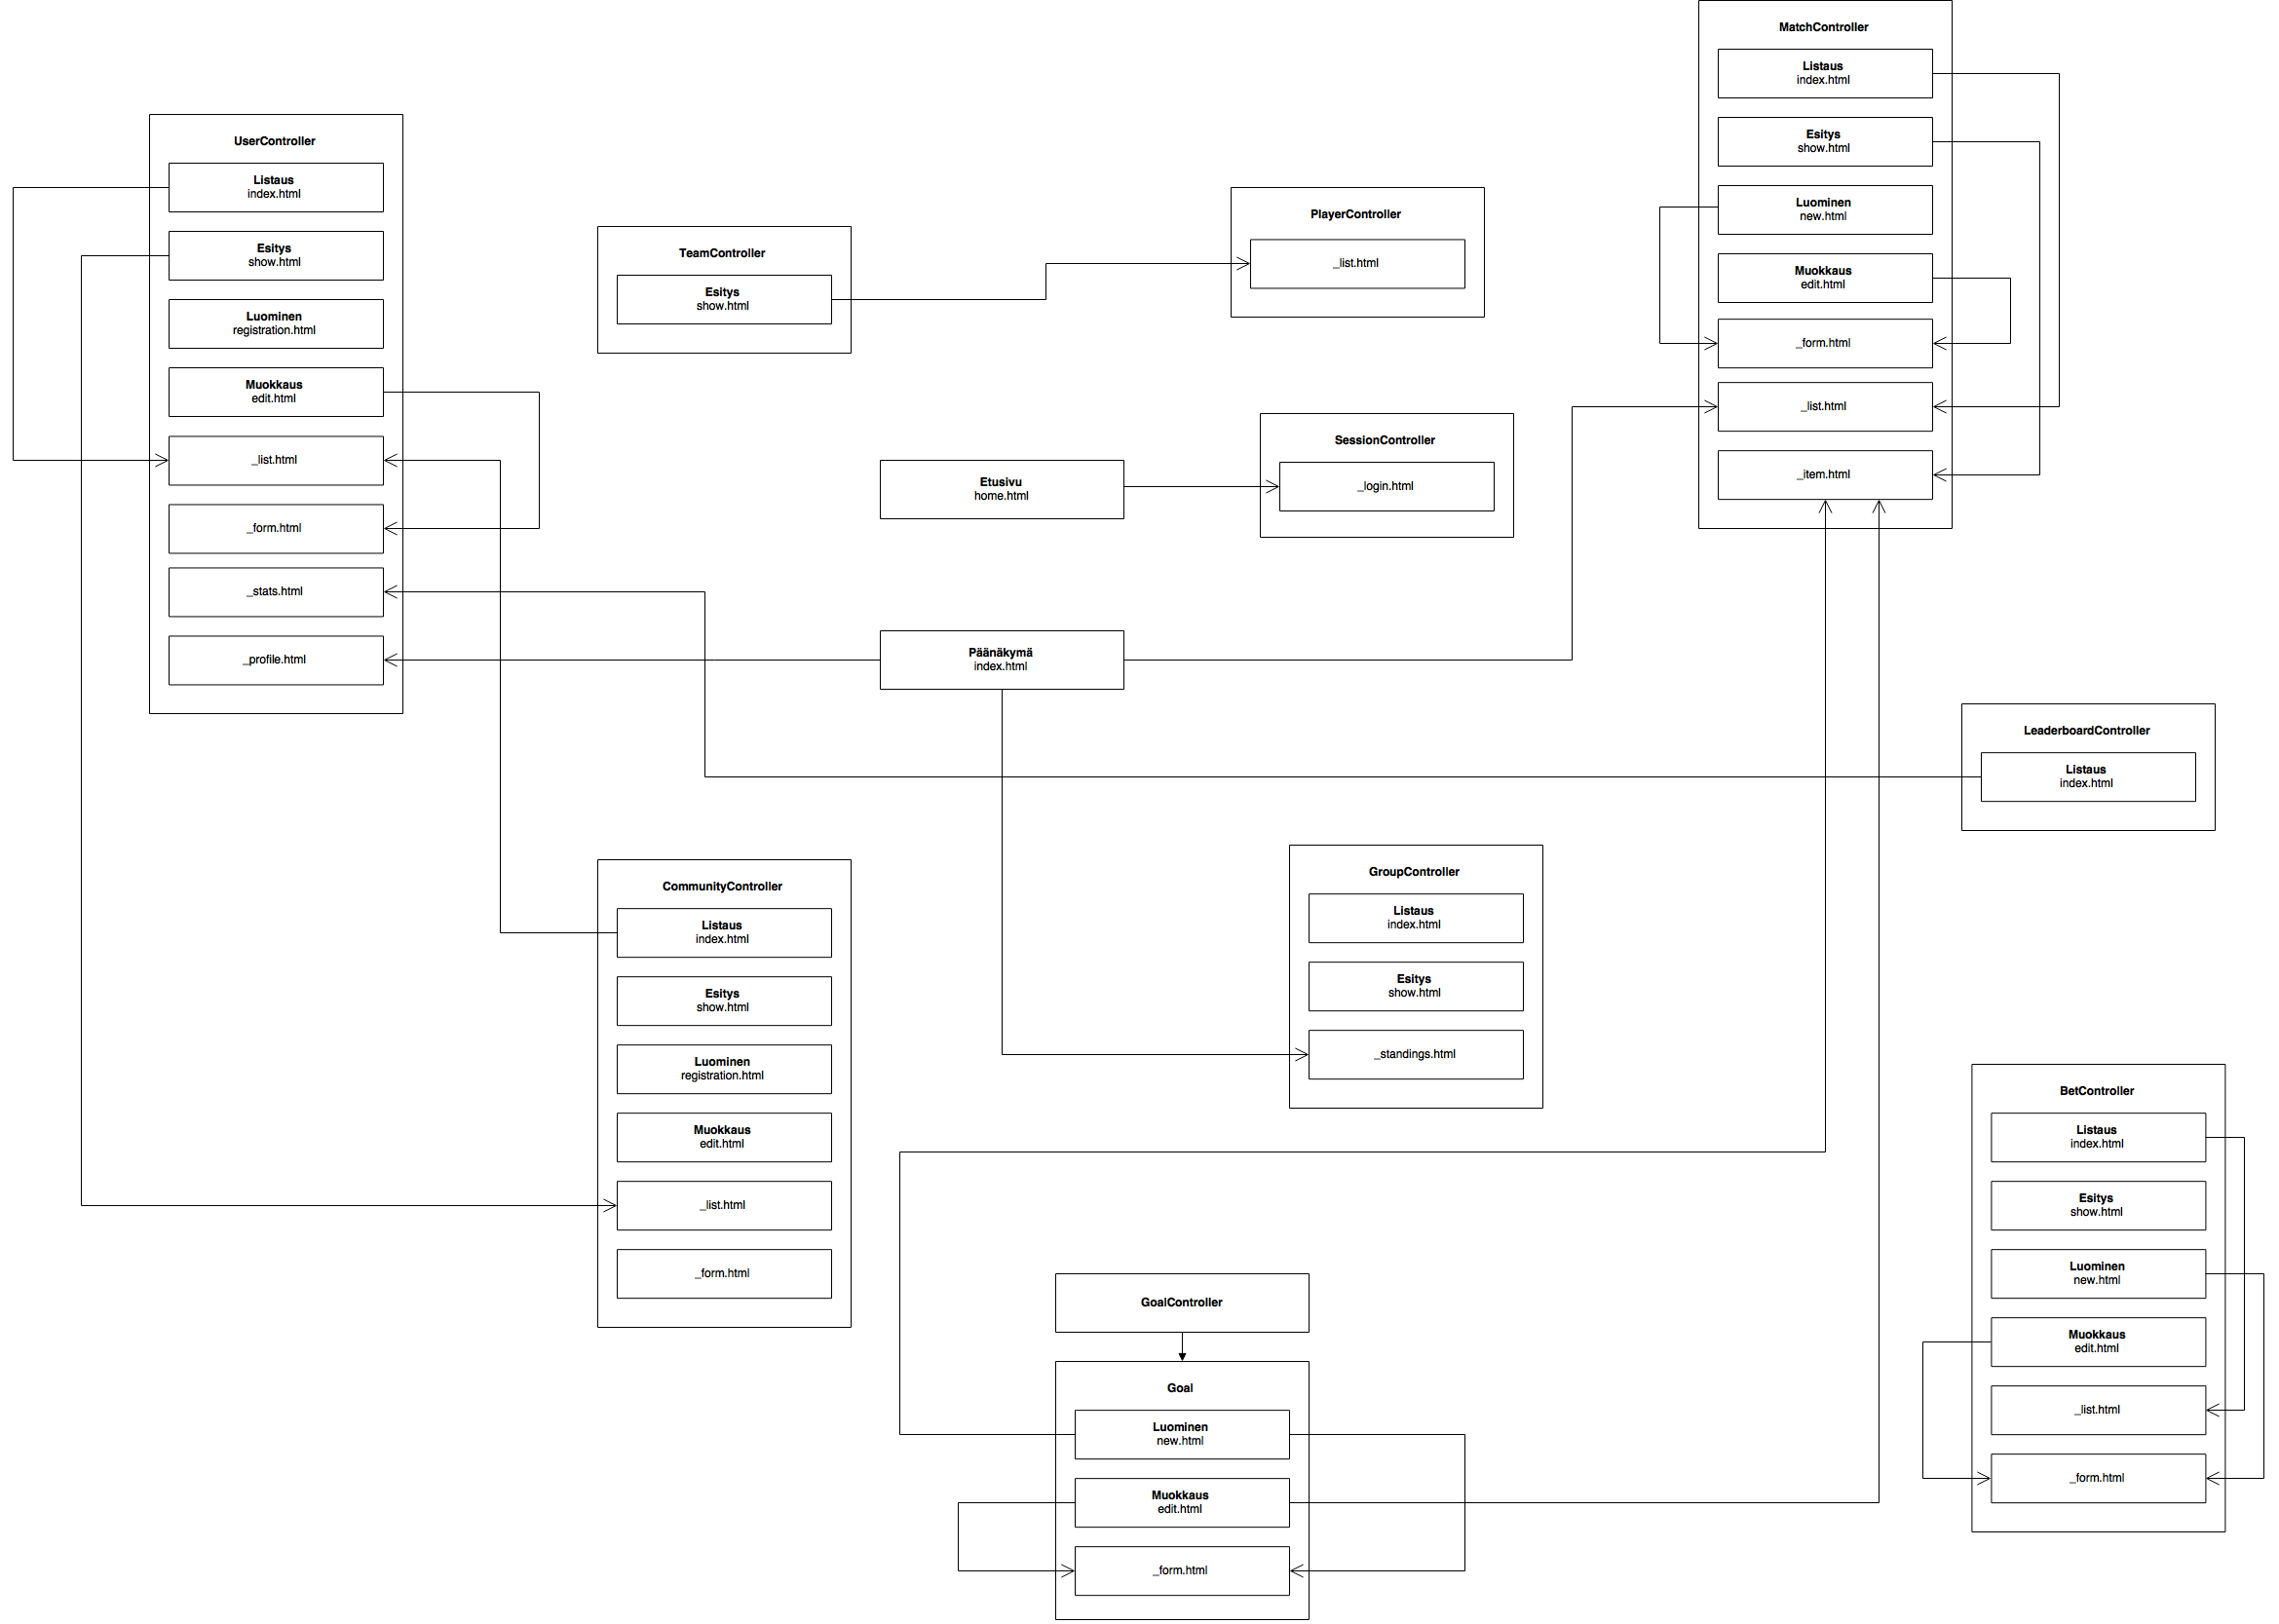 MatchController
Listaus
index.html
Esitys
show.html
Luominen
new.html
Muokkaus
edit.html
_form.html
_list.html
_item.html
UserController
Listaus
index.html
Esitys
show.html
Luominen
registration.html
Muokkaus
edit.html
_list.html
_form.html
_stats.html
_profile.html
TeamController
Esitys
show.html
PlayerController
_list.html
SessionController
_login.html
Etusivu
home.html
Päänäkymä
index.html
LeaderboardController
Listaus
index.html
CommunityController
Listaus
index.html
Esitys
show.html
Luominen
registration.html
Muokkaus
edit.html
_list.html
_form.html
GroupController
Listaus
index.html
Esitys
show.html
_standings.html
BetController
Listaus
index.html
Esitys
show.html
Luominen
new.html
Muokkaus
edit.html
_list.html
_form.html
GoalController
Goal
Luominen
new.html
Muokkaus
edit.html
_form.html